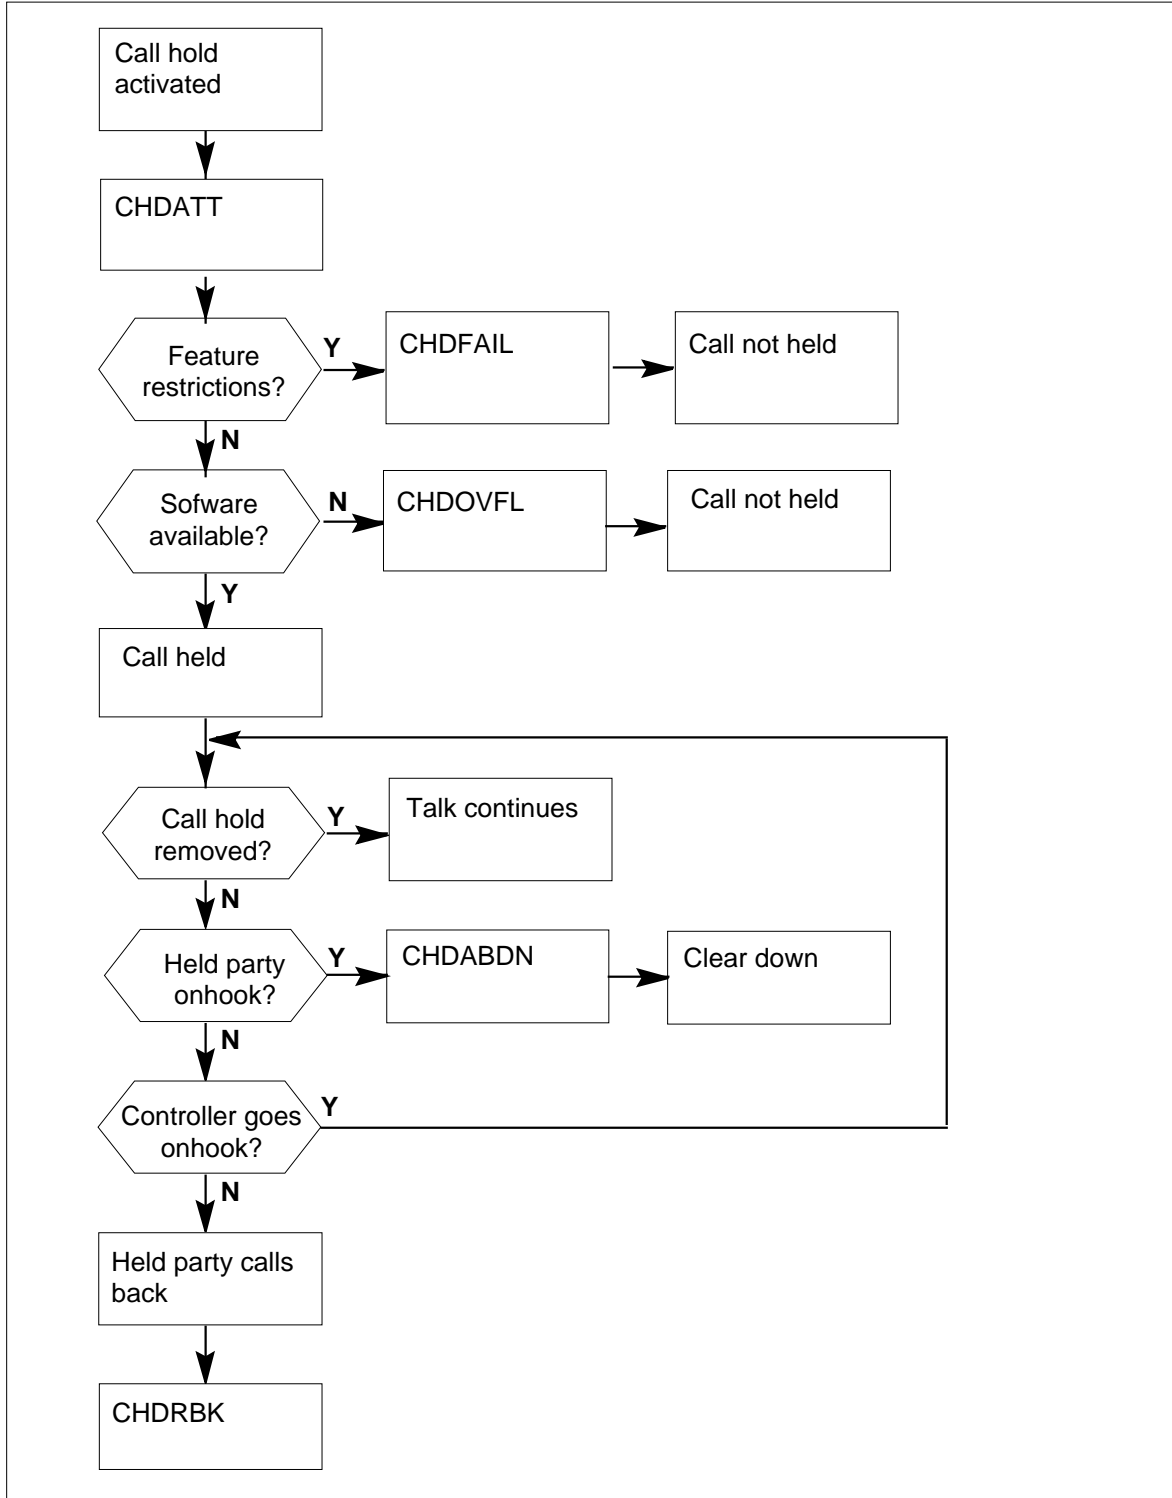 Call hold
activated
CHDATT
Feature
restrictions?
Y
CHDFAIL
Call not held
N
Sofware
available?
N
CHDOVFL
Call not held
Y
Call held
Call hold
removed?
Y
Talk continues
N
Held party
onhook?
Y
CHDABDN
Clear down
N
Controller goes
onhook?
Y
N
Held party calls
back
CHDRBK